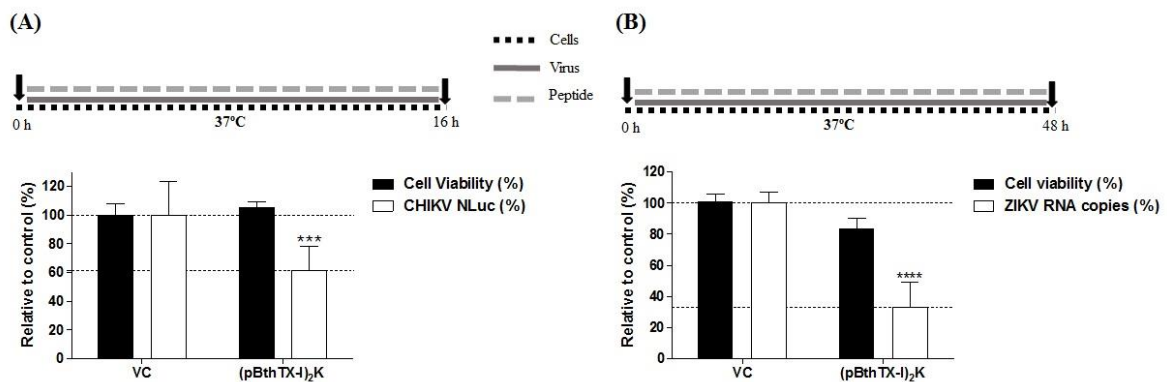 (A)
0 h
37°C
16 h
Cells
Virus
Peptide
Relative to control (%)
120
100
80
60
40
20
0
***
VC
(pBthTX-I)₂K
Cell Viability (%)
CHIKV NLuc (%)
(B)
0 h
37°C
48 h
Relative to control (%)
120
100
80
60
40
20
0
****
VC
(pBthTX-I)₂K
Cell viability (%)
ZIKV RNA copies (%)